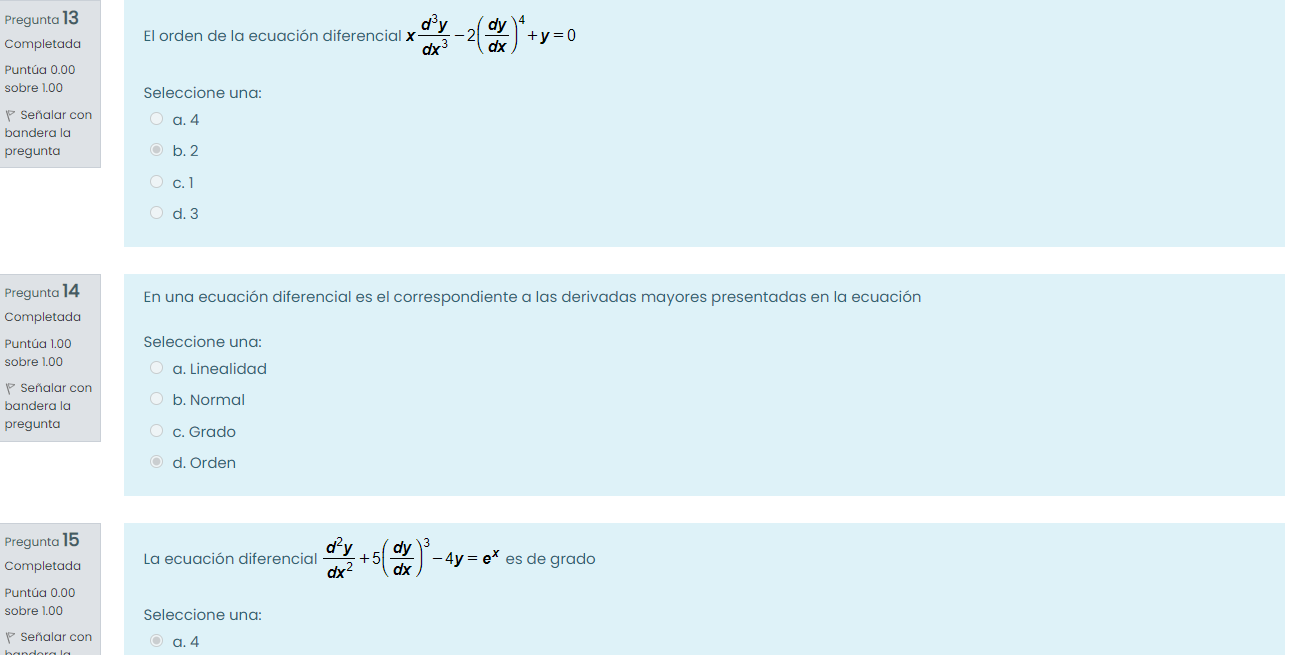 Pregunta 13
Completada
Puntúa 0.00
sobre 1.00
Señalar con
bandera la
pregunta
El orden de la ecuación diferencial x d³y/dx³ − 2(dy/dx)⁴ + y = 0
Seleccione una:
a. 4
b. 2
c. 1
d. 3
Pregunta 14
Completada
Puntúa 1.00
sobre 1.00
Señalar con
bandera la
pregunta
En una ecuación diferencial es el correspondiente a las derivadas mayores presentadas en la ecuación
Seleccione una:
a. Linealidad
b. Normal
c. Grado
d. Orden
Pregunta 15
Completada
Puntúa 0.00
sobre 1.00
Señalar con
bandera la
La ecuación diferencial d²y/dx² + 5(dy/dx)³ − 4y = eˣ es de grado
Seleccione una:
a. 4